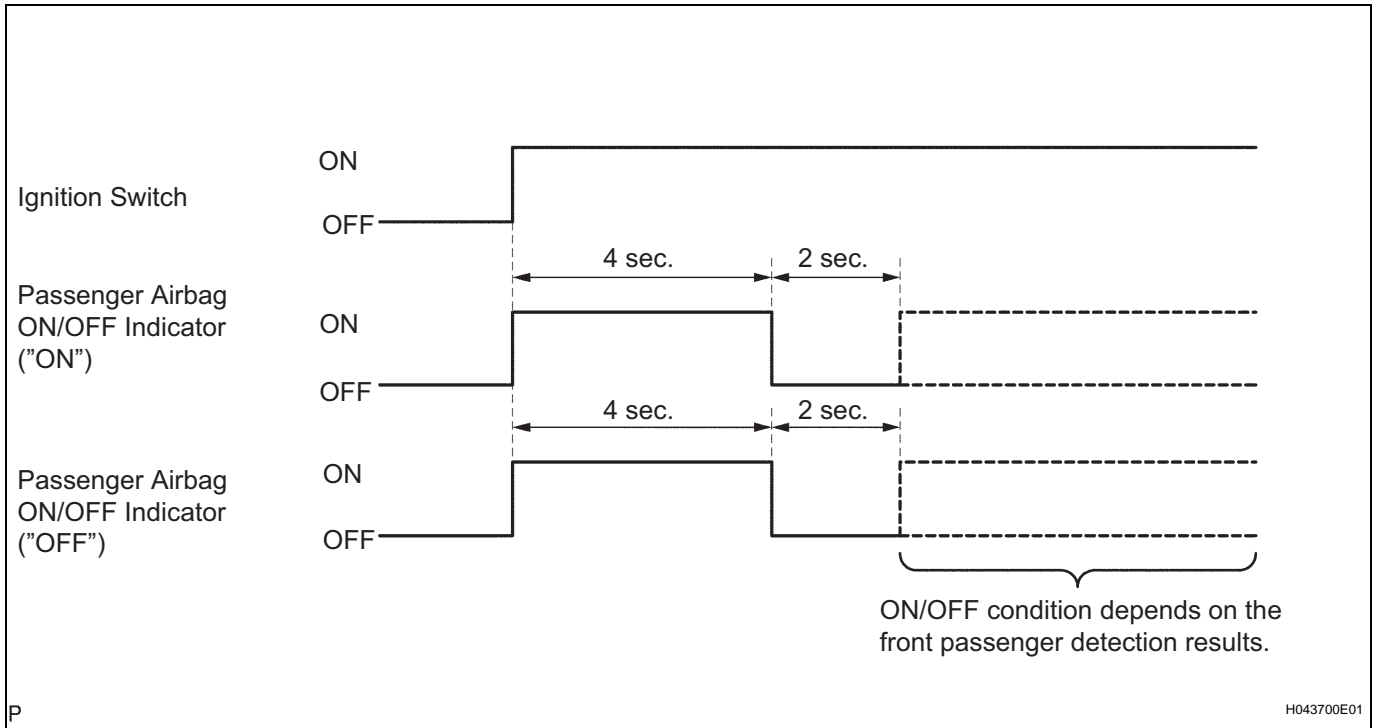 ON
Ignition Switch
OFF
4 sec.
2 sec.
Passenger Airbag
ON/OFF Indicator
("ON")
ON
OFF
4 sec.
2 sec.
Passenger Airbag
ON/OFF Indicator
("OFF")
ON
OFF
ON/OFF condition depends on the
front passenger detection results.
P
H043700E01